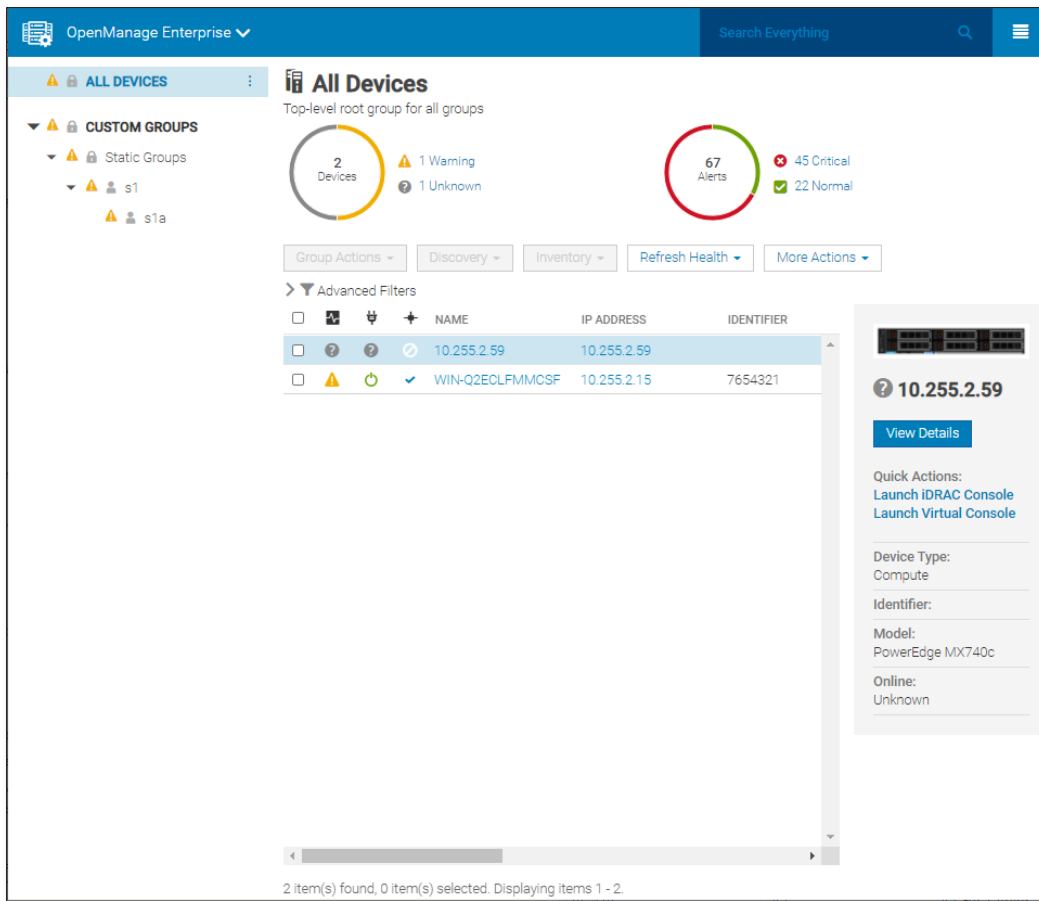 OpenManage Enterprise
Search Everything
ALL DEVICES
CUSTOM GROUPS
Static Groups
s1
s1a
All Devices
Top-level root group for all groups
2
Devices
1 Warning
1 Unknown
67
Alerts
45 Critical
22 Normal
Group Actions
Discovery
Inventory
Refresh Health
More Actions
Advanced Filters
NAME IP ADDRESS IDENTIFIER
10.255.2.59 10.255.2.59
WIN-Q2ECLFMMCSF 10.255.2.15 7654321
10.255.2.59
View Details
Quick Actions:
Launch iDRAC Console
Launch Virtual Console
Device Type:
Compute
Identifier:
Model:
PowerEdge MX740c
Online:
Unknown
2 item(s) found, 0 item(s) selected. Displaying items 1 - 2.